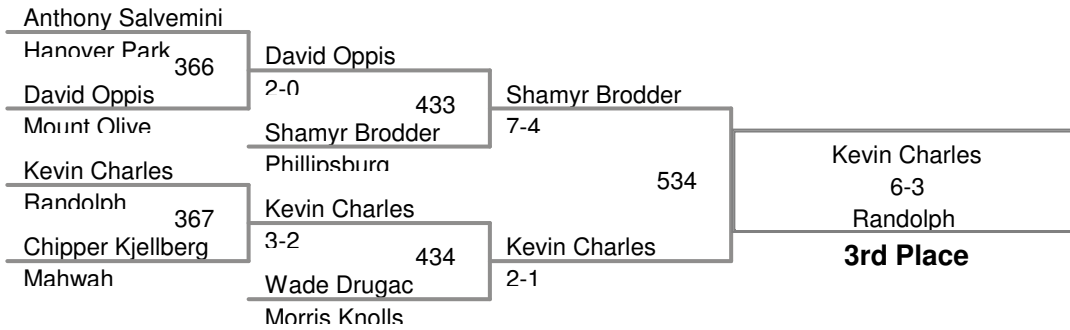 Anthony Salvemini
Hanover Park
366
David Oppis
Mount Olive
Kevin Charles
Randolph
367
Chipper Kjellberg
Mahwah
David Oppis
2-0
433
Shamyr Brodder
Phillipsburg
Kevin Charles
3-2
434
Wade Drugac
Morris Knolls
Shamyr Brodder
7-4
534
Kevin Charles
2-1
Kevin Charles
6-3
Randolph
3rd Place